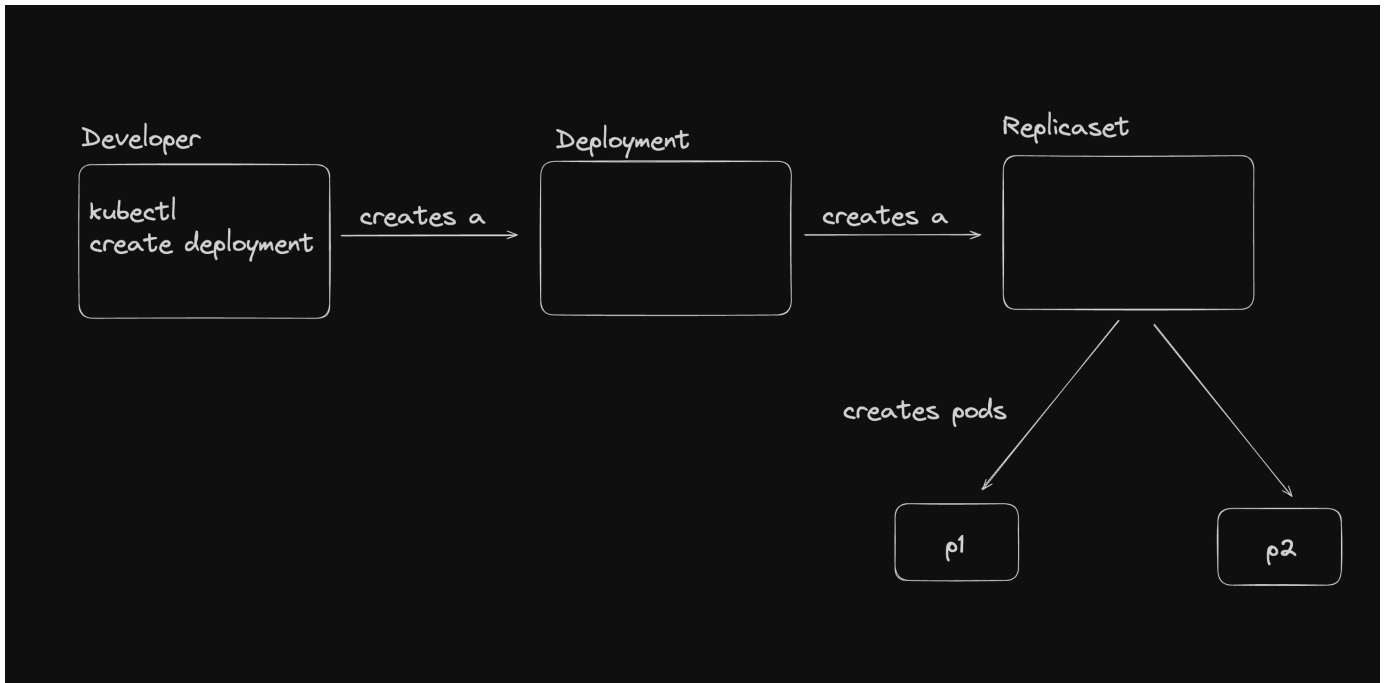 Developer
kubectl
create deployment
creates a
Deployment
creates a
Replicaset
creates pods
p1
p2